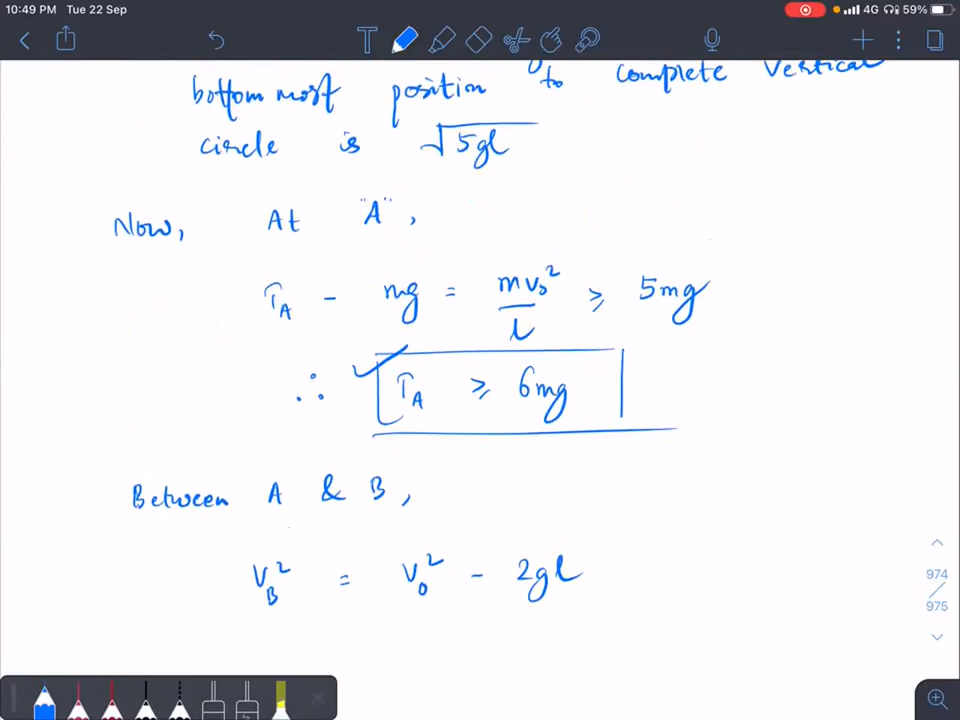 10:49 PM Tue 22 Sep 4G 59%
bottom most position to complete vertical
circle is √5gl
Now, At "A",
T_A - mg = mv₀²/l ≥ 5mg
∴ T_A ≥ 6mg
Between A & B,
V_B² = V₀² - 2gl
974
975